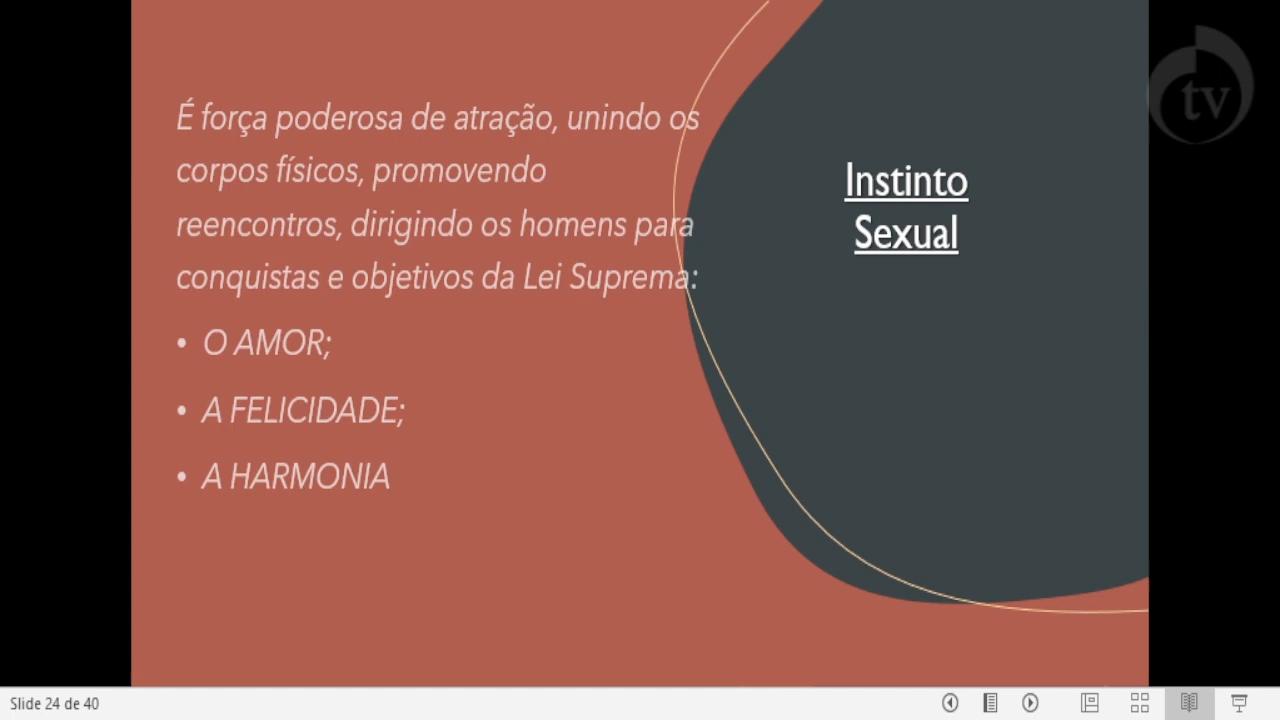 É força poderosa de atração, unindo os
corpos físicos, promovendo
reencontros, dirigindo os homens para
conquistas e objetivos da Lei Suprema:
• O AMOR;
• A FELICIDADE;
• A HARMONIA
Instinto
Sexual
tv
Slide 24 de 40